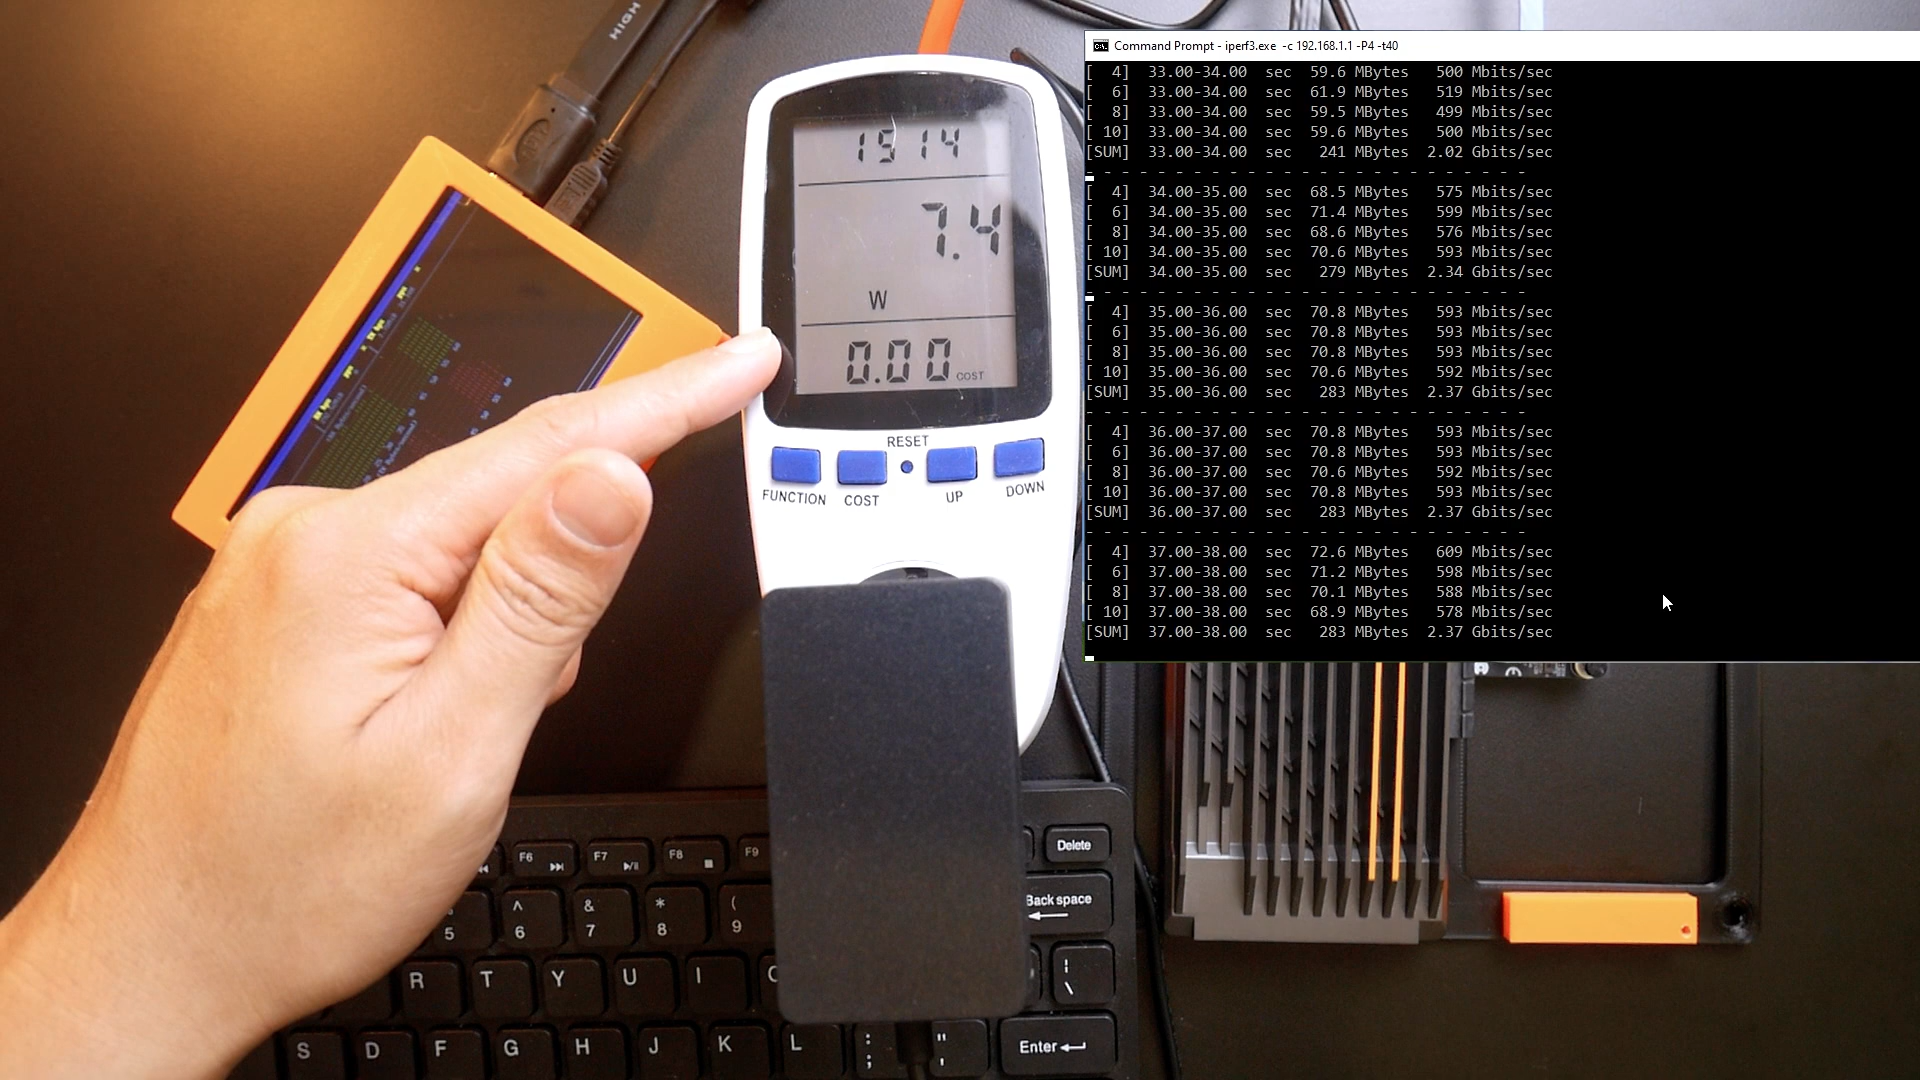 HIGH
Command Prompt - iperf3.exe -c 192.168.1.1 -P4 -t40
[  4]  33.00-34.00  sec  59.6 MBytes   500 Mbits/sec
[  6]  33.00-34.00  sec  61.9 MBytes   519 Mbits/sec
[  8]  33.00-34.00  sec  59.5 MBytes   499 Mbits/sec
[ 10]  33.00-34.00  sec  59.6 MBytes   500 Mbits/sec
[SUM]  33.00-34.00  sec   241 MBytes  2.02 Gbits/sec
- - - - - - - - - - - - - - - - - - - - - - - - -
[  4]  34.00-35.00  sec  68.5 MBytes   575 Mbits/sec
[  6]  34.00-35.00  sec  71.4 MBytes   599 Mbits/sec
[  8]  34.00-35.00  sec  68.6 MBytes   576 Mbits/sec
[ 10]  34.00-35.00  sec  70.6 MBytes   593 Mbits/sec
[SUM]  34.00-35.00  sec   279 MBytes  2.34 Gbits/sec
- - - - - - - - - - - - - - - - - - - - - - - - -
[  4]  35.00-36.00  sec  70.8 MBytes   593 Mbits/sec
[  6]  35.00-36.00  sec  70.8 MBytes   593 Mbits/sec
[  8]  35.00-36.00  sec  70.8 MBytes   593 Mbits/sec
[ 10]  35.00-36.00  sec  70.6 MBytes   592 Mbits/sec
[SUM]  35.00-36.00  sec   283 MBytes  2.37 Gbits/sec
- - - - - - - - - - - - - - - - - - - - - - - - -
[  4]  36.00-37.00  sec  70.8 MBytes   593 Mbits/sec
[  6]  36.00-37.00  sec  70.8 MBytes   593 Mbits/sec
[  8]  36.00-37.00  sec  70.6 MBytes   592 Mbits/sec
[ 10]  36.00-37.00  sec  70.8 MBytes   593 Mbits/sec
[SUM]  36.00-37.00  sec   283 MBytes  2.37 Gbits/sec
- - - - - - - - - - - - - - - - - - - - - - - - -
[  4]  37.00-38.00  sec  72.6 MBytes   609 Mbits/sec
[  6]  37.00-38.00  sec  71.2 MBytes   598 Mbits/sec
[  8]  37.00-38.00  sec  70.1 MBytes   588 Mbits/sec
[ 10]  37.00-38.00  sec  68.9 MBytes   578 Mbits/sec
[SUM]  37.00-38.00  sec   283 MBytes  2.37 Gbits/sec
1514
7.4
W
0.00 COST
RESET
FUNCTION COST UP DOWN
F6 F7 F8 F9 Delete
^ & * ( Back space
5 6 7 8 9
R T Y U I | \
S D F G H J K L : ; " ' Enter